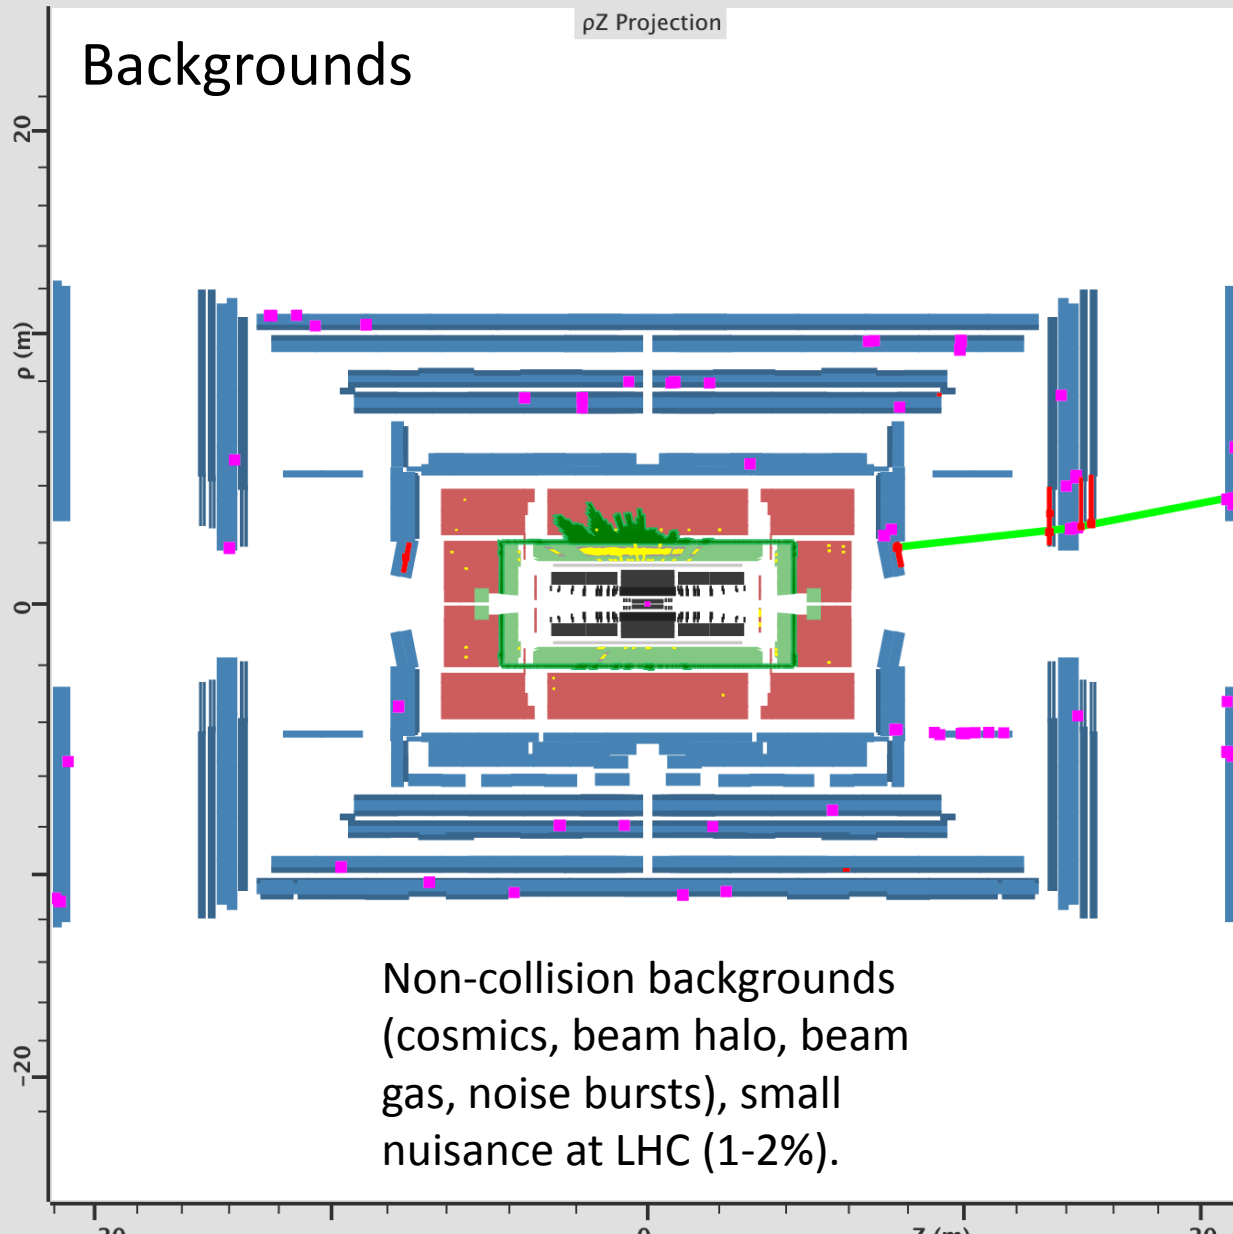 ρZ Projection
Backgrounds
20
ρ (m)
0
-20
Non-collision backgrounds
(cosmics, beam halo, beam
gas, noise bursts), small
nuisance at LHC (1-2%).
0
Z (m)
20